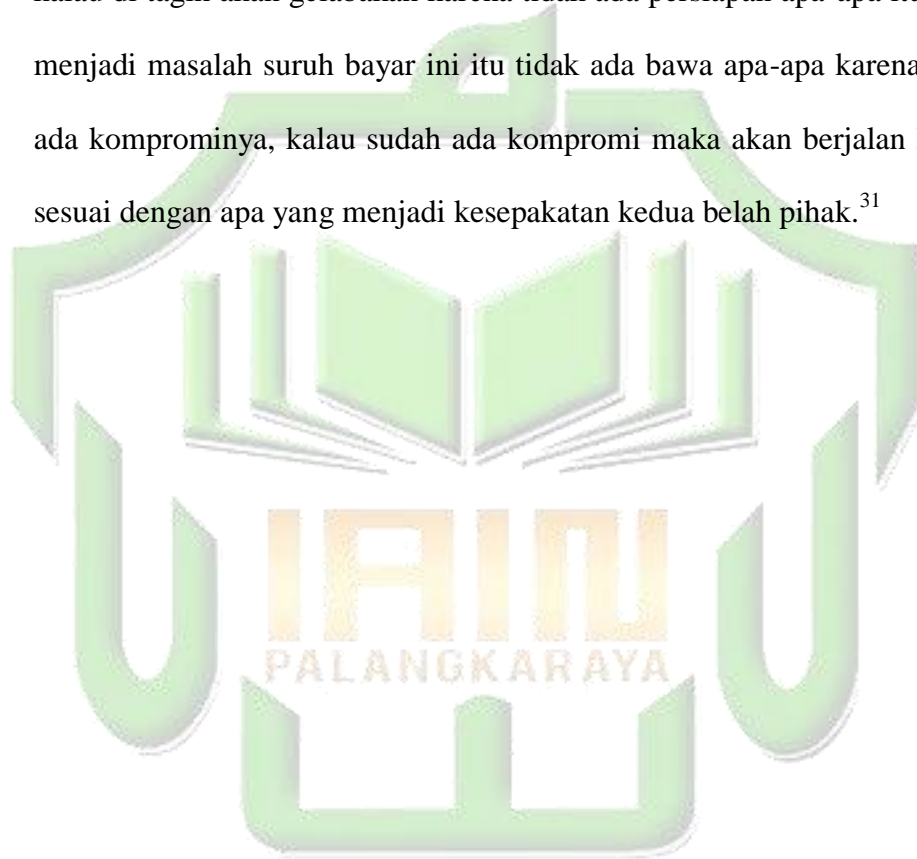 menjadi masalah suruh bayar ini itu tidak ada bawa apa-apa karena
ada komprominya, kalau sudah ada kompromi maka akan berjalan
sesuai dengan apa yang menjadi kesepakatan kedua belah pihak.31
IAIN
PALANGKARAYA